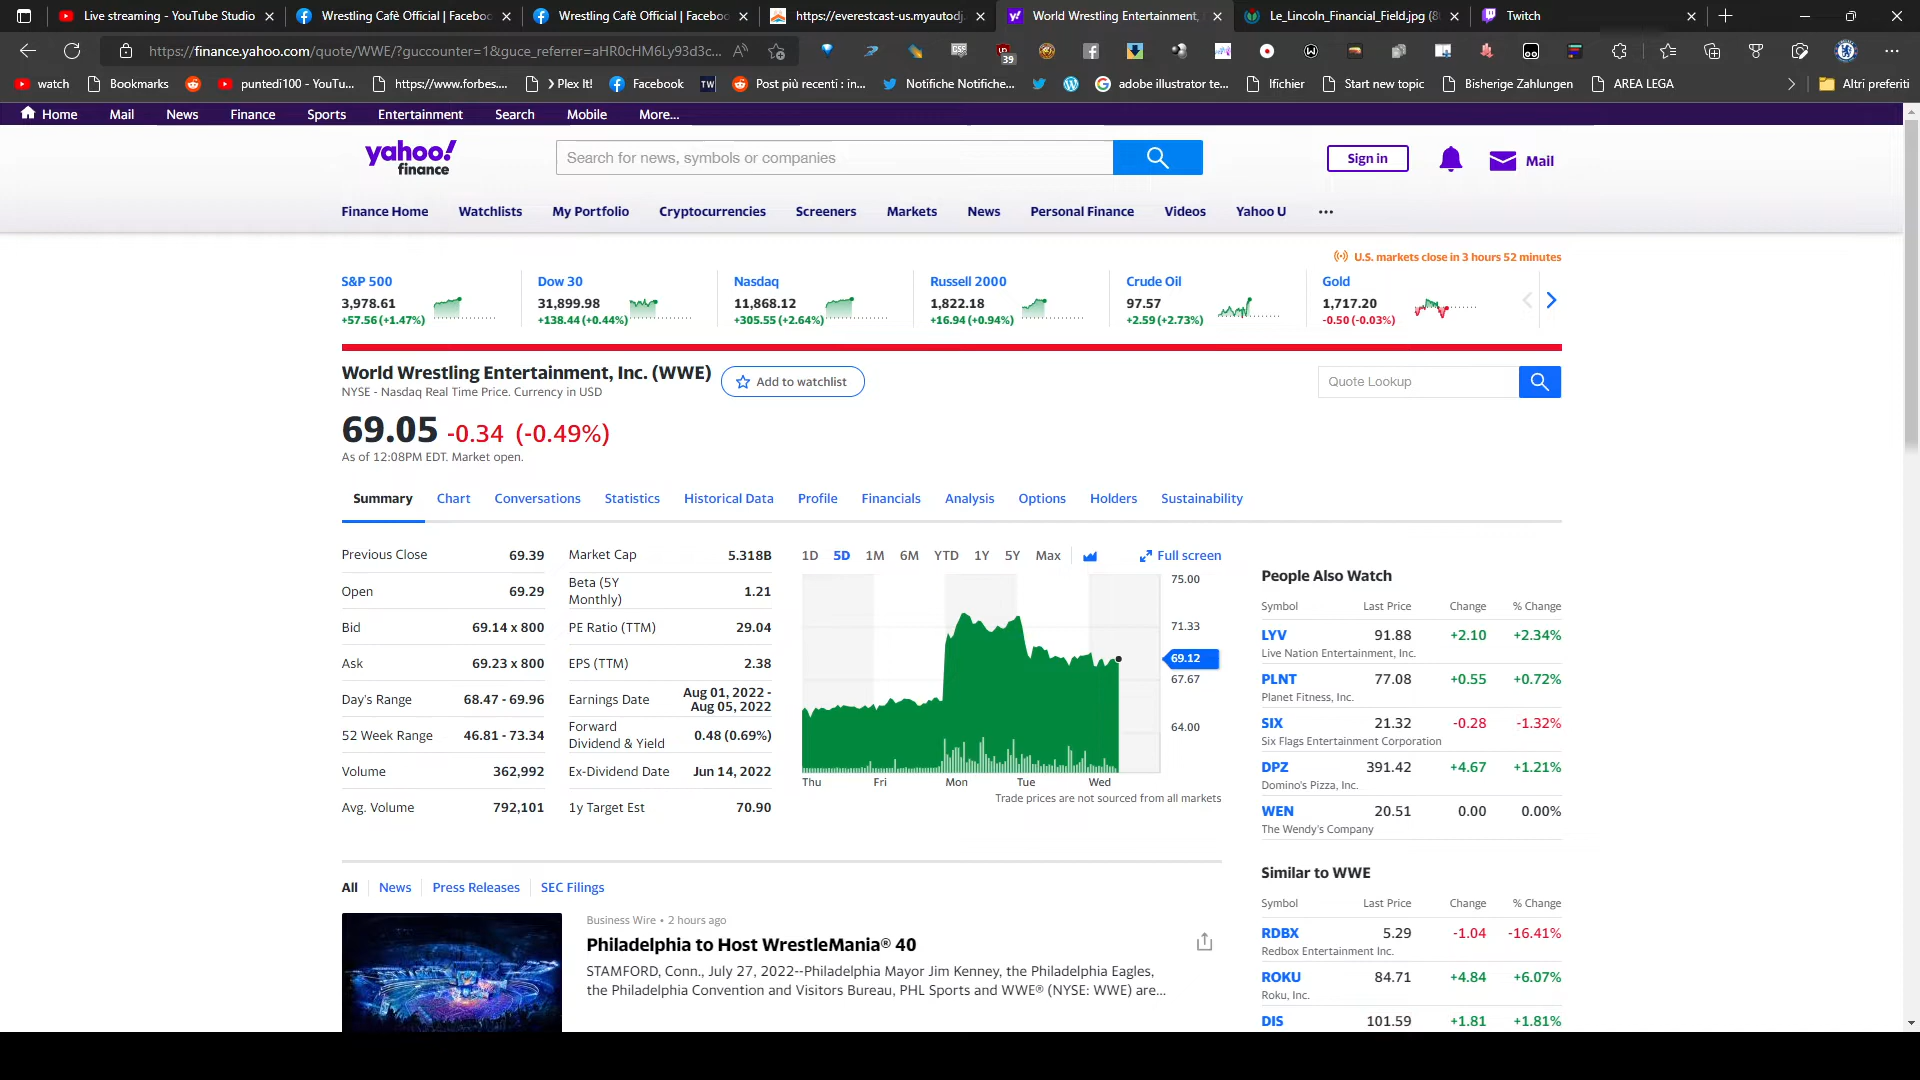 Live streaming - YouTube Studio
Wrestling Cafè Official | Faceboo
Wrestling Cafè Official | Faceboo
https://everestcast-us.myautodj.
World Wrestling Entertainment,
Le_Lincoln_Financial_Field.jpg (8
Twitch
https://finance.yahoo.com/quote/WWE/?guccounter=1&guce_referrer=aHR0cHM6Ly93d3c...
39
watch
Bookmarks
puntedi100 - YouTu...
https://www.forbes....
Plex It!
Facebook
TW
Post più recenti : in...
Notifiche Notifiche...
adobe illustrator te...
Ifichier
Start new topic
Bisherige Zahlungen
AREA LEGA
Altri preferiti
Home Mail News Finance Sports Entertainment Search Mobile More...
yahoo!
finance
Search for news, symbols or companies
Sign in
Mail
Finance Home Watchlists My Portfolio Cryptocurrencies Screeners Markets News Personal Finance Videos Yahoo U ...
U.S. markets close in 3 hours 52 minutes
S&P 500
3,978.61
+57.56 (+1.47%)
Dow 30
31,899.98
+138.44 (+0.44%)
Nasdaq
11,868.12
+305.55 (+2.64%)
Russell 2000
1,822.18
+16.94 (+0.94%)
Crude Oil
97.57
+2.59 (+2.73%)
Gold
1,717.20
-0.50 (-0.03%)
World Wrestling Entertainment, Inc. (WWE)
Add to watchlist
Quote Lookup
NYSE - Nasdaq Real Time Price. Currency in USD
69.05 -0.34 (-0.49%)
As of 12:08PM EDT. Market open.
Summary Chart Conversations Statistics Historical Data Profile Financials Analysis Options Holders Sustainability
Previous Close 69.39
Open 69.29
Bid 69.14 x 800
Ask 69.23 x 800
Day's Range 68.47 - 69.96
52 Week Range 46.81 - 73.34
Volume 362,992
Avg. Volume 792,101
Market Cap 5.318B
Beta (5Y
Monthly) 1.21
PE Ratio (TTM) 29.04
EPS (TTM) 2.38
Earnings Date Aug 01, 2022 -
Aug 05, 2022
Forward
Dividend & Yield 0.48 (0.69%)
Ex-Dividend Date Jun 14, 2022
1y Target Est 70.90
1D 5D 1M 6M YTD 1Y 5Y Max
Full screen
75.00
71.33
69.12
67.67
64.00
Thu Fri Mon Tue Wed
Trade prices are not sourced from all markets
People Also Watch
Symbol Last Price Change % Change
LYV 91.88 +2.10 +2.34%
Live Nation Entertainment, Inc.
PLNT 77.08 +0.55 +0.72%
Planet Fitness, Inc.
SIX 21.32 -0.28 -1.32%
Six Flags Entertainment Corporation
DPZ 391.42 +4.67 +1.21%
Domino's Pizza, Inc.
WEN 20.51 0.00 0.00%
The Wendy's Company
Similar to WWE
Symbol Last Price Change % Change
RDBX 5.29 -1.04 -16.41%
Redbox Entertainment Inc.
ROKU 84.71 +4.84 +6.07%
Roku, Inc.
DIS 101.59 +1.81 +1.81%
All News Press Releases SEC Filings
Business Wire • 2 hours ago
Philadelphia to Host WrestleMania® 40
STAMFORD, Conn., July 27, 2022--Philadelphia Mayor Jim Kenney, the Philadelphia Eagles,
the Philadelphia Convention and Visitors Bureau, PHL Sports and WWE® (NYSE: WWE) are...